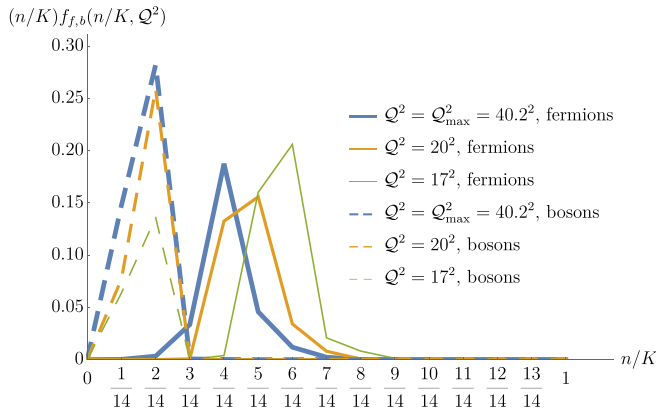 (n/K)f_{f,b}(n/K, 𝒬²)
0.30
0.25
0.20
0.15
0.10
0.05
0
𝒬² = 𝒬²_max = 40.2², fermions
𝒬² = 20², fermions
𝒬² = 17², fermions
𝒬² = 𝒬²_max = 40.2², bosons
𝒬² = 20², bosons
𝒬² = 17², bosons
0 1/14 2/14 3/14 4/14 5/14 6/14 7/14 8/14 9/14 10/14 11/14 12/14 13/14 1 n/K